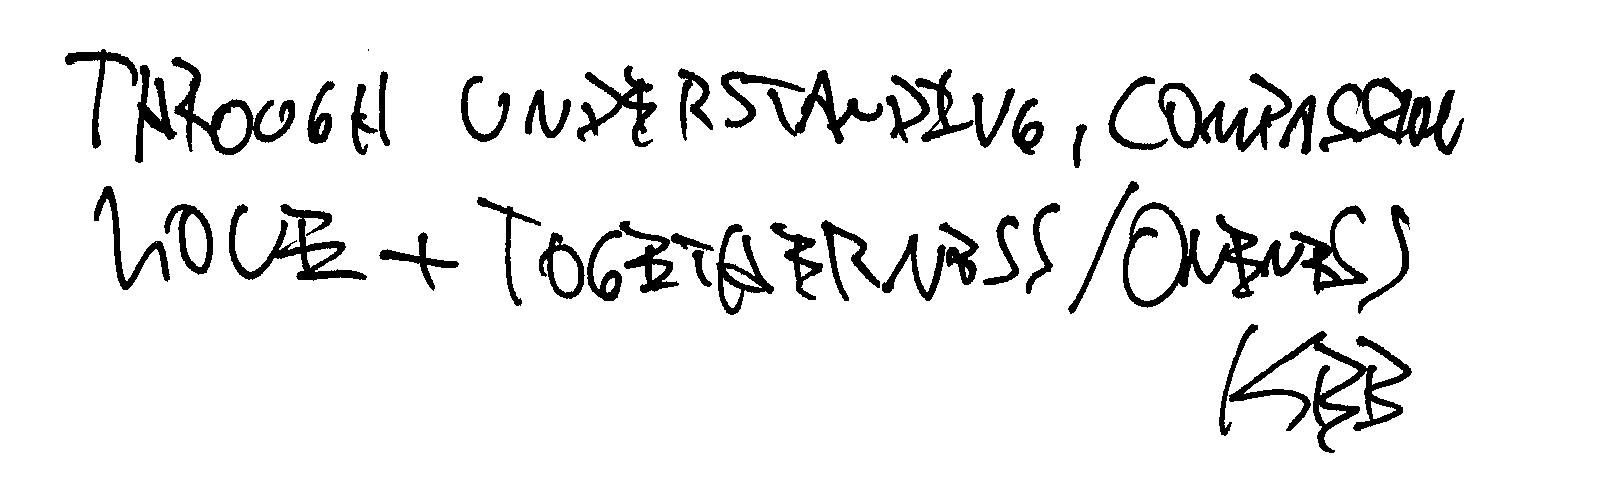 THROUGH UNDERSTANDING, COMPASSION
LOVE + TOGETHERNESS/ONENESS
KBB